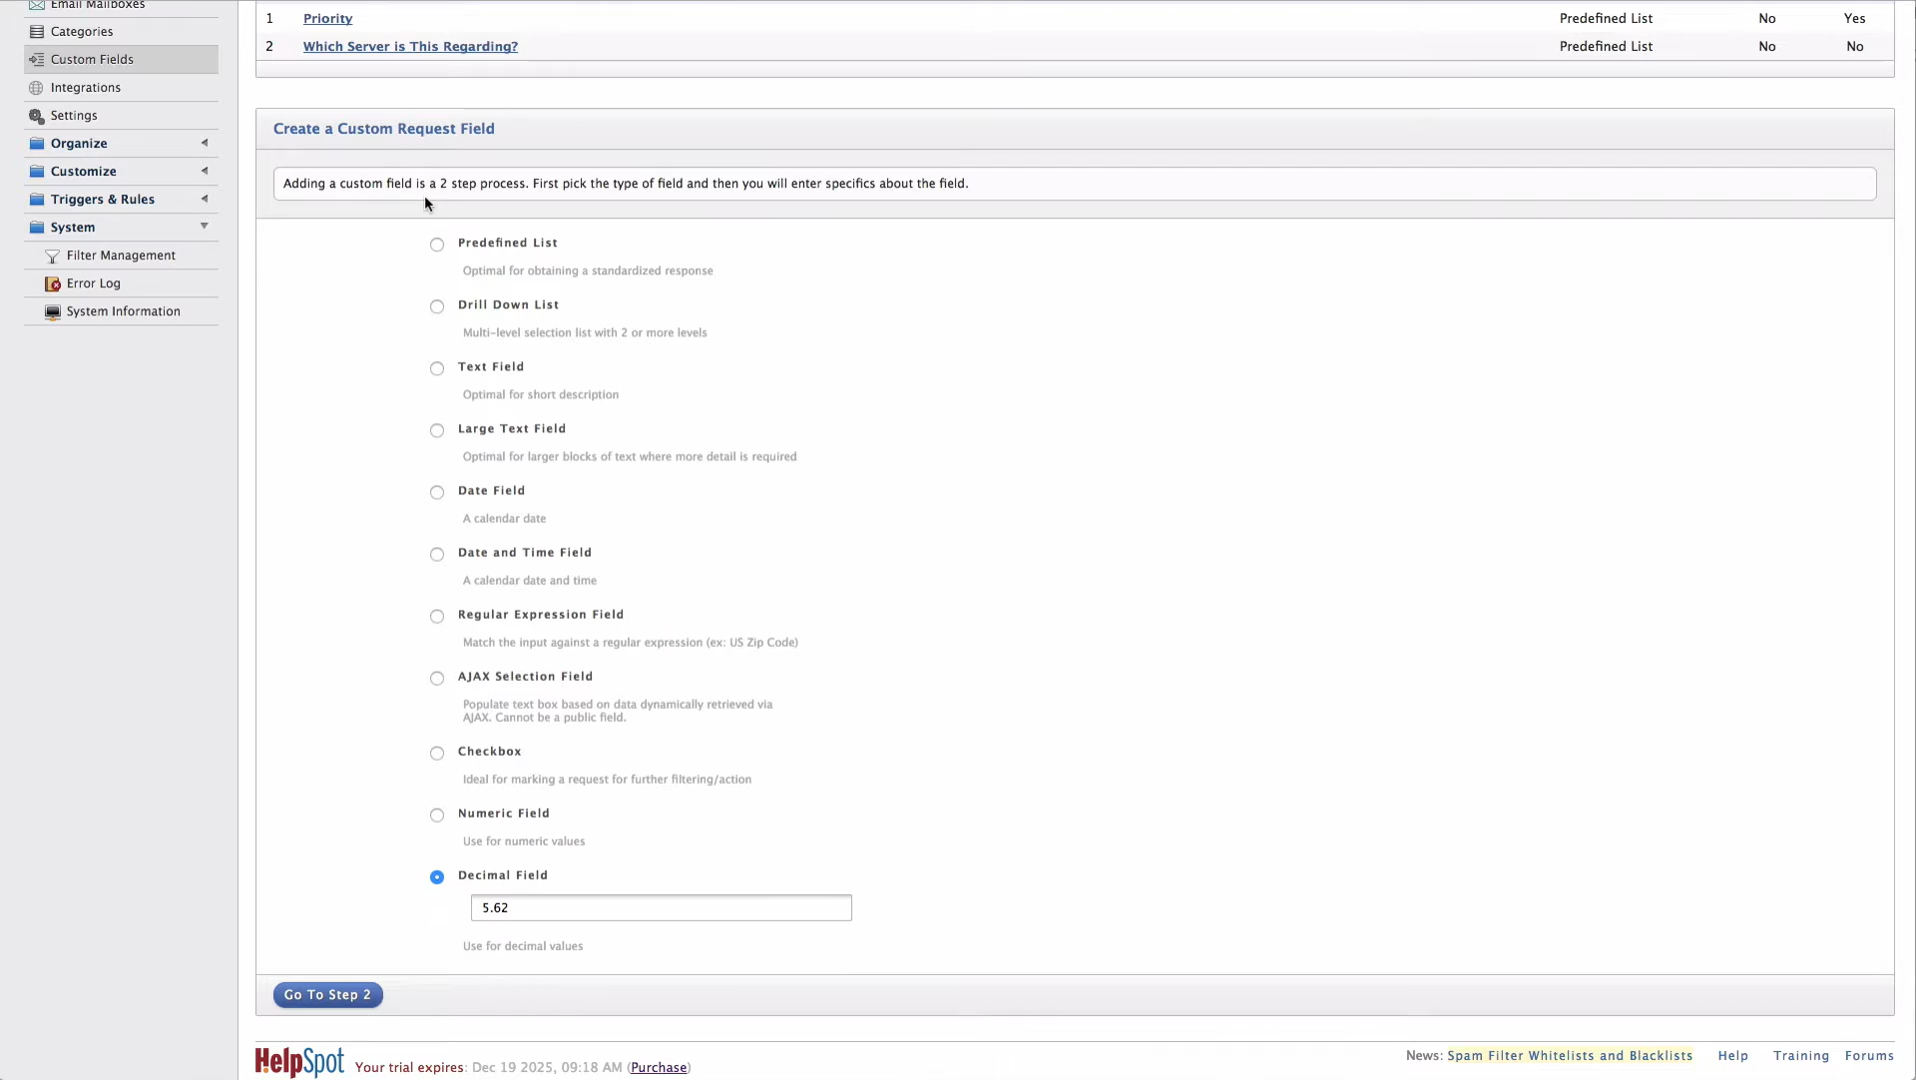 Email Mailboxes
Categories
Custom Fields
Integrations
Settings
Organize
Customize
Triggers & Rules
System
Filter Management
Error Log
System Information
1 Priority Predefined List No Yes
2 Which Server is This Regarding? Predefined List No No
Create a Custom Request Field
Adding a custom field is a 2 step process. First pick the type of field and then you will enter specifics about the field.
Predefined List
Optimal for obtaining a standardized response
Drill Down List
Multi-level selection list with 2 or more levels
Text Field
Optimal for short description
Large Text Field
Optimal for larger blocks of text where more detail is required
Date Field
A calendar date
Date and Time Field
A calendar date and time
Regular Expression Field
Match the input against a regular expression (ex: US Zip Code)
AJAX Selection Field
Populate text box based on data dynamically retrieved via
AJAX. Cannot be a public field.
Checkbox
Ideal for marking a request for further filtering/action
Numeric Field
Use for numeric values
Decimal Field
5.62
Use for decimal values
Go To Step 2
HelpSpot Your trial expires: Dec 19 2025, 09:18 AM (Purchase)
News: Spam Filter Whitelists and Blacklists Help Training Forums